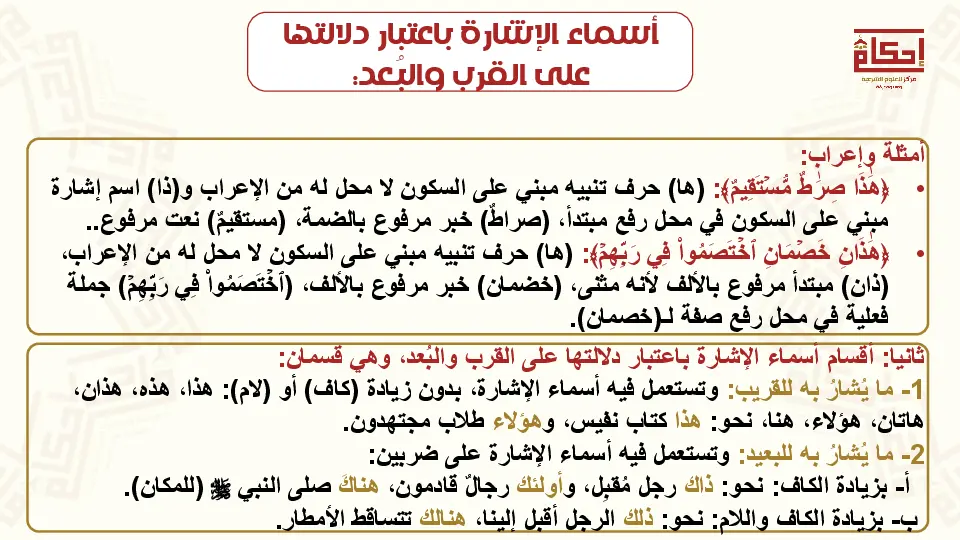 أسماء الإشارة باعتبار دلالتها
على القرب والبُعد:
إحكام
مركز للعلوم الشرعية
أمثلة وإعراب:
• ﴿هَٰذَا صِرَٰطٌ مُّسۡتَقِيمٌ﴾: (ها) حرف تنبيه مبني على السكون لا محل له من الإعراب و(ذا) اسم إشارة
مبني على السكون في محل رفع مبتدأ، (صراطٌ) خبر مرفوع بالضمة، (مستقيمٌ) نعت مرفوع..
• ﴿هَٰذَانِ خَصۡمَانِ ٱخۡتَصَمُواْ فِي رَبِّهِمۡ﴾: (ها) حرف تنبيه مبني على السكون لا محل له من الإعراب،
(ذان) مبتدأ مرفوع بالألف لأنه مثنى، (خضمان) خبر مرفوع بالألف، (ٱخۡتَصَمُواْ فِي رَبِّهِمۡ) جملة
فعلية في محل رفع صفة لـ(خصمان).
ثانيا: أقسام أسماء الإشارة باعتبار دلالتها على القرب والبُعد، وهي قسمان:
1- ما يُشارُ به للقريب: وتستعمل فيه أسماء الإشارة، بدون زيادة (كاف) أو (لام): هذا، هذه، هذان،
هاتان، هؤلاء، هنا، نحو: هذا كتاب نفيس، وهؤلاء طلاب مجتهدون.
2- ما يُشارُ به للبعيد: وتستعمل فيه أسماء الإشارة على ضربين:
أ- بزيادة الكاف: نحو: ذاك رجل مُقبِل، وأولئك رجالٌ قادمون، هناكَ صلى النبي ﷺ (للمكان).
ب- بزيادة الكاف واللام: نحو: ذلك الرجل أقبل إلينا، هنالك تتساقط الأمطار.